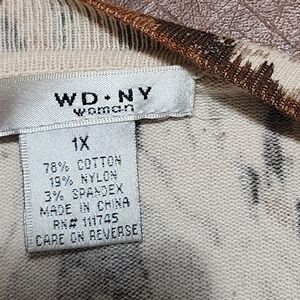 WD•NY
woman
1X
78% COTTON
19% NYLON
3% SPANDEX
MADE IN CHINA
RN# 111745
CARE ON REVERSE